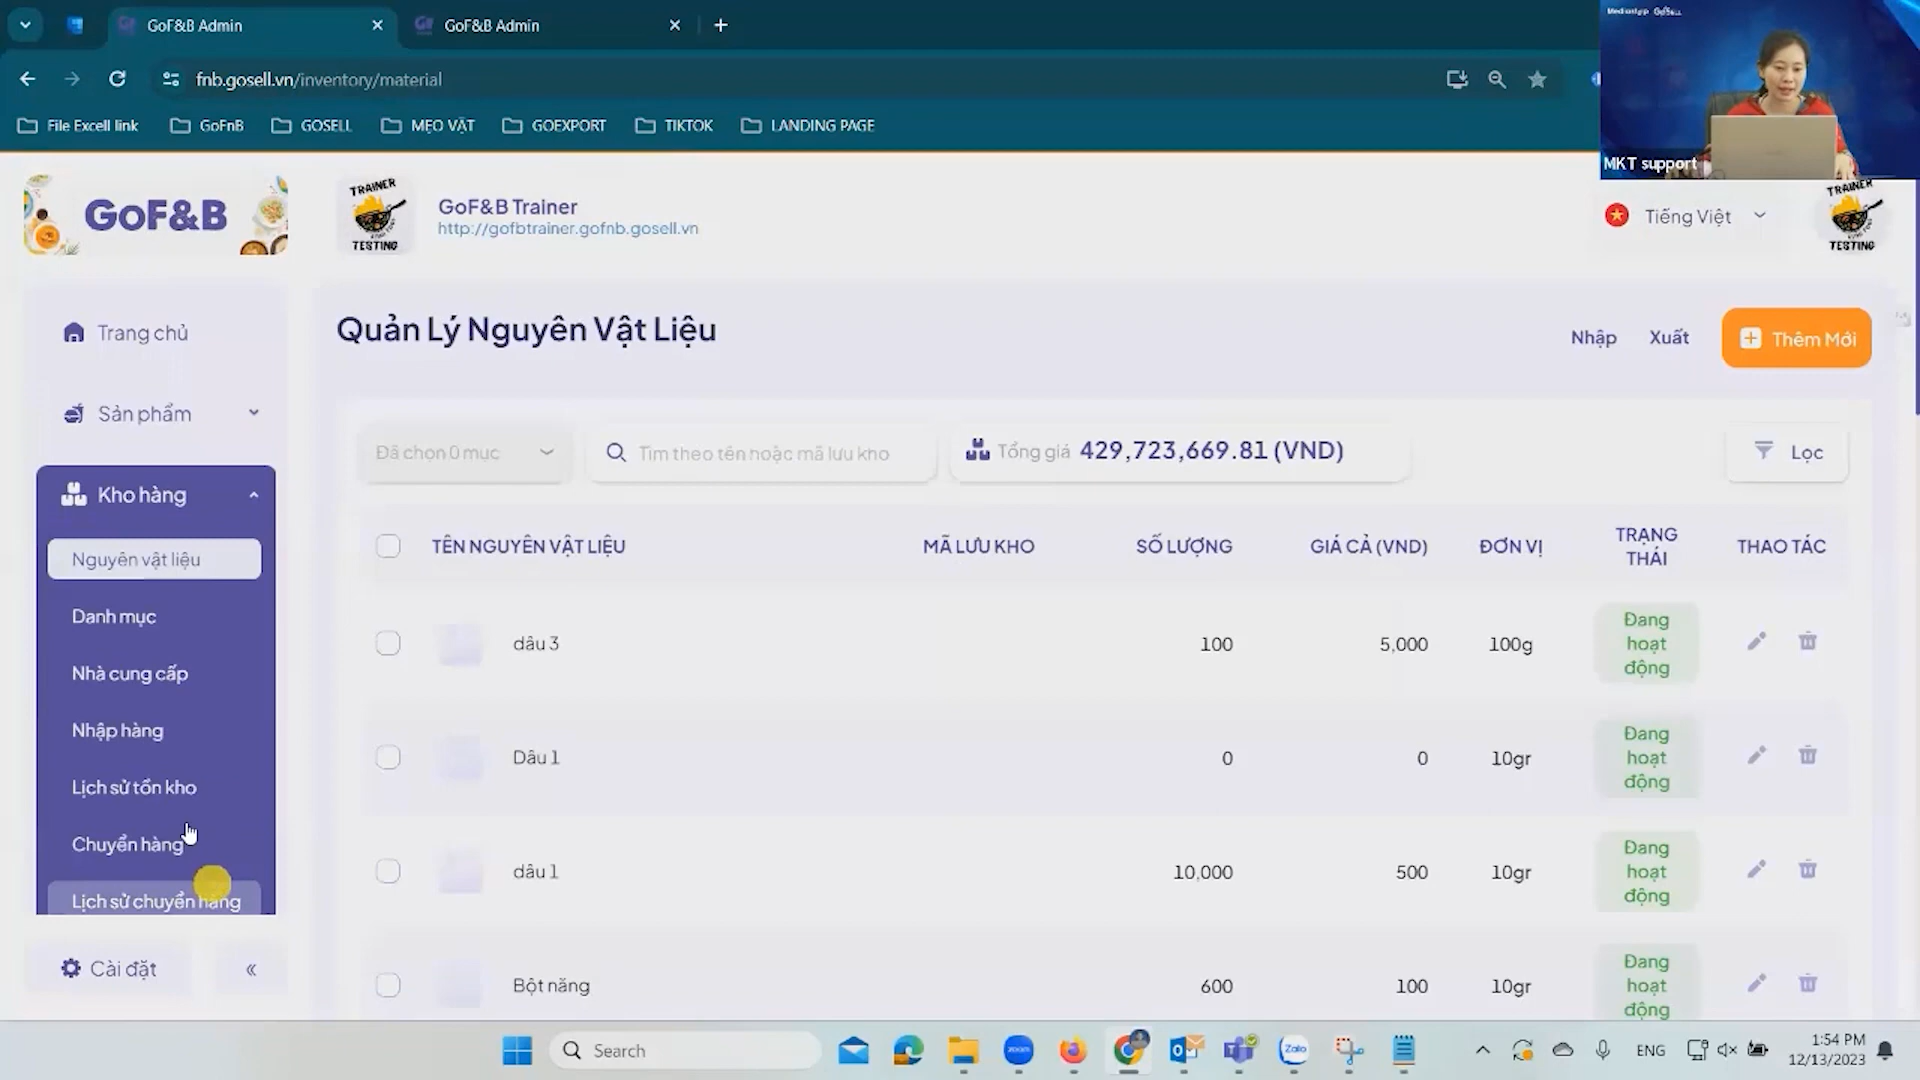 GoF&B Admin
GoF&B Admin
fnb.gosell.vn/inventory/material
File Excell link
GoFnB
GOSELL
MẸO VẶT
GOEXPORT
TIKTOK
LANDING PAGE
GoSELL
MKT support
GoF&B
TRAINER
TESTING
GoF&B Trainer
http://gofbtrainer.gofnb.gosell.vn
Tiếng Việt
TRAINER
TESTING
Trang chủ
Sản phẩm
Kho hàng
Nguyên vật liệu
Danh mục
Nhà cung cấp
Nhập hàng
Lịch sử tồn kho
Chuyển hàng
Lịch sử chuyển hàng
Cài đặt
Quản Lý Nguyên Vật Liệu
Nhập
Xuất
Thêm Mới
Đã chọn 0 mục
Tìm theo tên hoặc mã lưu kho
Tổng giá 429,723,669.81 (VND)
Lọc
TÊN NGUYÊN VẬT LIỆU
MÃ LƯU KHO
SỐ LƯỢNG
GIÁ CẢ (VND)
ĐƠN VỊ
TRẠNG
THÁI
THAO TÁC
dâu 3
100
5,000
100g
Đang
hoạt
động
Dâu 1
0
0
10gr
Đang
hoạt
động
dâu 1
10,000
500
10gr
Đang
hoạt
động
Bột năng
600
100
10gr
Đang
hoạt
động
Search
zoom
Zalo
ENG
1:54 PM
12/13/2023